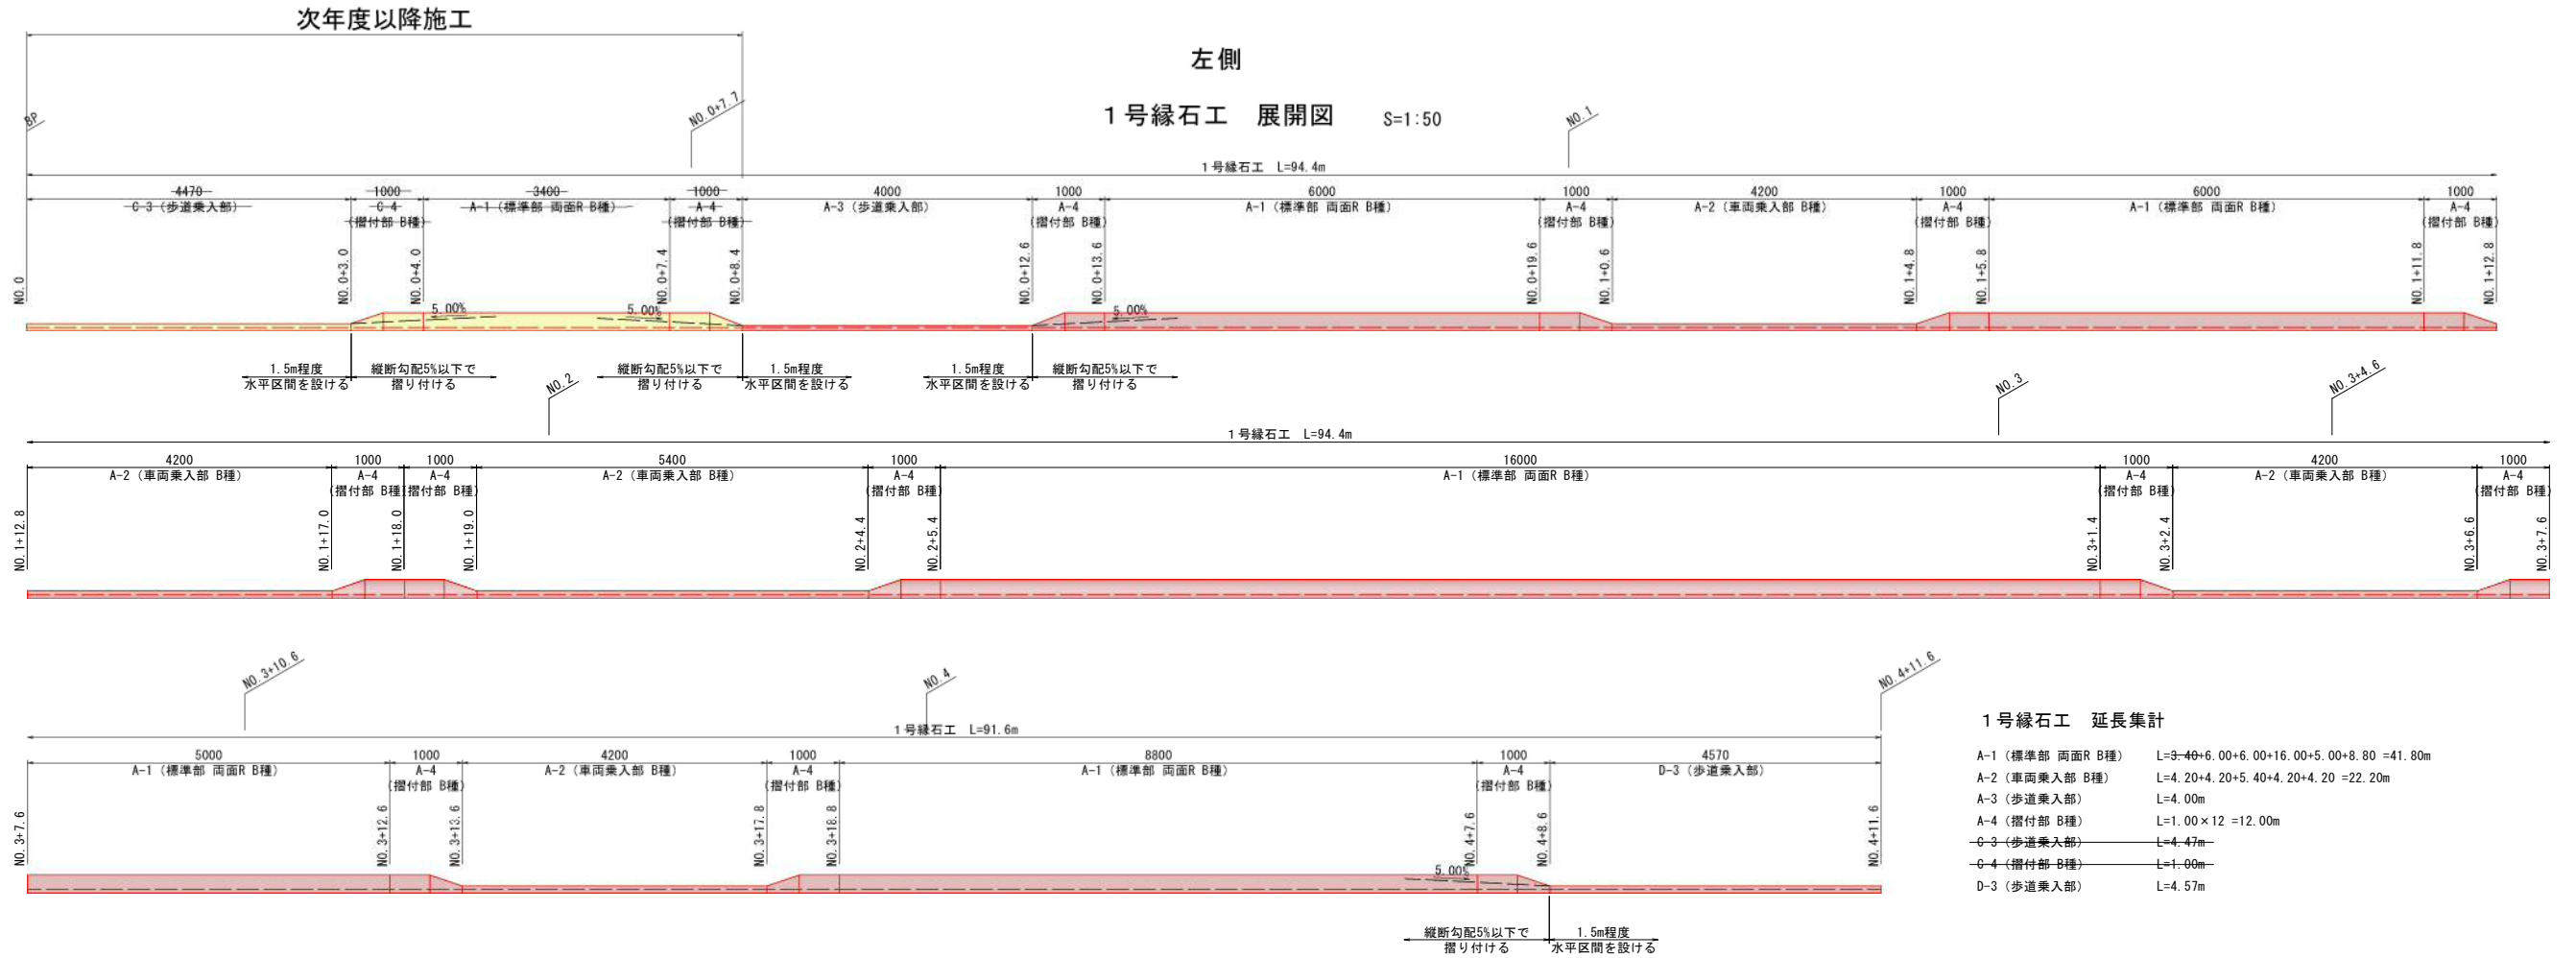 次年度以降施工
左側
1号縁石工 展開図 S=1:50
BP
NO.0+7.7
NO.1
1号縁石工 L=94.4m
4470 1000 3400 1000 4000 1000 6000 1000 4200 1000 6000 1000
C-3 (歩道乗入部) C-4 A-1 (標準部 両面R B種) A-4 A-3 (歩道乗入部) A-4 A-1 (標準部 両面R B種) A-4 A-2 (車両乗入部 B種) A-4 A-1 (標準部 両面R B種) A-4
(摺付部 B種) (摺付部 B種) (摺付部 B種) (摺付部 B種) (摺付部 B種) (摺付部 B種)
NO.0 NO.0+3.0 NO.0+4.0 NO.0+7.4 NO.0+8.4 NO.0+12.6 NO.0+13.6 NO.0+19.6 NO.1+0.6 NO.1+4.8 NO.1+5.8 NO.1+11.8 NO.1+12.8
5.00% 5.00% 5.00%
1.5m程度 縦断勾配5%以下で 縦断勾配5%以下で 1.5m程度 1.5m程度 縦断勾配5%以下で
水平区間を設ける 摺り付ける 摺り付ける 水平区間を設ける 水平区間を設ける 摺り付ける
NO.2
NO.3
NO.3+4.6
1号縁石工 L=94.4m
4200 1000 1000 5400 1000 16000 1000 4200 1000
A-2 (車両乗入部 B種) A-4 A-4 A-2 (車両乗入部 B種) A-4 A-1 (標準部 両面R B種) A-4 A-2 (車両乗入部 B種) A-4
(摺付部 B種) (摺付部 B種) (摺付部 B種) (摺付部 B種) (摺付部 B種)
NO.1+12.8 NO.1+17.0 NO.1+18.0 NO.1+19.0 NO.2+4.4 NO.2+5.4 NO.3+1.4 NO.3+2.4 NO.3+6.6 NO.3+7.6
NO.3+10.6
NO.4
NO.4+11.6
1号縁石工 L=91.6m
5000 1000 4200 1000 8800 1000 4570
A-1 (標準部 両面R B種) A-4 A-2 (車両乗入部 B種) A-4 A-1 (標準部 両面R B種) A-4 D-3 (歩道乗入部)
(摺付部 B種) (摺付部 B種) (摺付部 B種)
NO.3+7.6 NO.3+12.6 NO.3+13.6 NO.3+17.8 NO.3+18.8 NO.4+7.6 NO.4+8.6 NO.4+11.6
5.00%
縦断勾配5%以下で 1.5m程度
摺り付ける 水平区間を設ける
1号縁石工 延長集計
A-1 (標準部 両面R B種) L=3.40+6.00+6.00+16.00+5.00+8.80 =41.80m
A-2 (車両乗入部 B種) L=4.20+4.20+5.40+4.20+4.20 =22.20m
A-3 (歩道乗入部) L=4.00m
A-4 (摺付部 B種) L=1.00×12 =12.00m
C-3 (歩道乗入部) L=4.47m
C-4 (摺付部 B種) L=1.00m
D-3 (歩道乗入部) L=4.57m